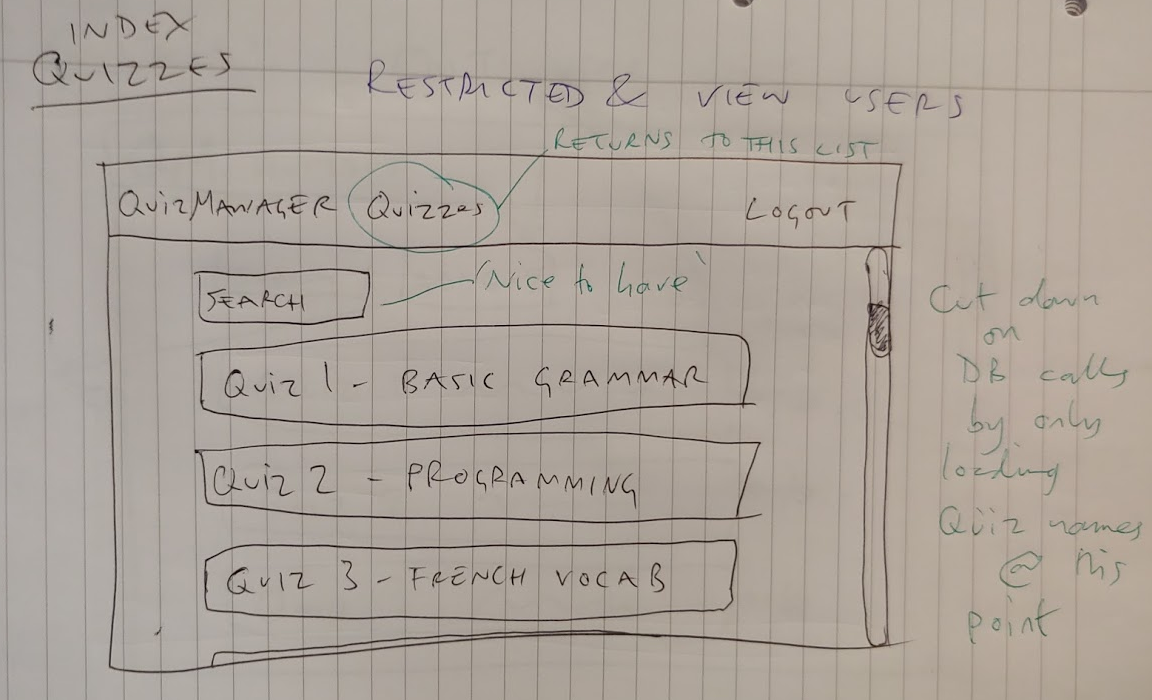 INDEX
QUIZZES
RESTRICTED & VIEW USERS
RETURNS TO THIS LIST
QUIZMANAGER Quizzes LOGOUT
SEARCH 'Nice to have'
Quiz 1 - BASIC GRAMMAR
Quiz 2 - PROGRAMMING
QUIZ 3 - FRENCH VOCAB
Cut down
on
DB calls
by only
loading
Quiz names
@ this
point